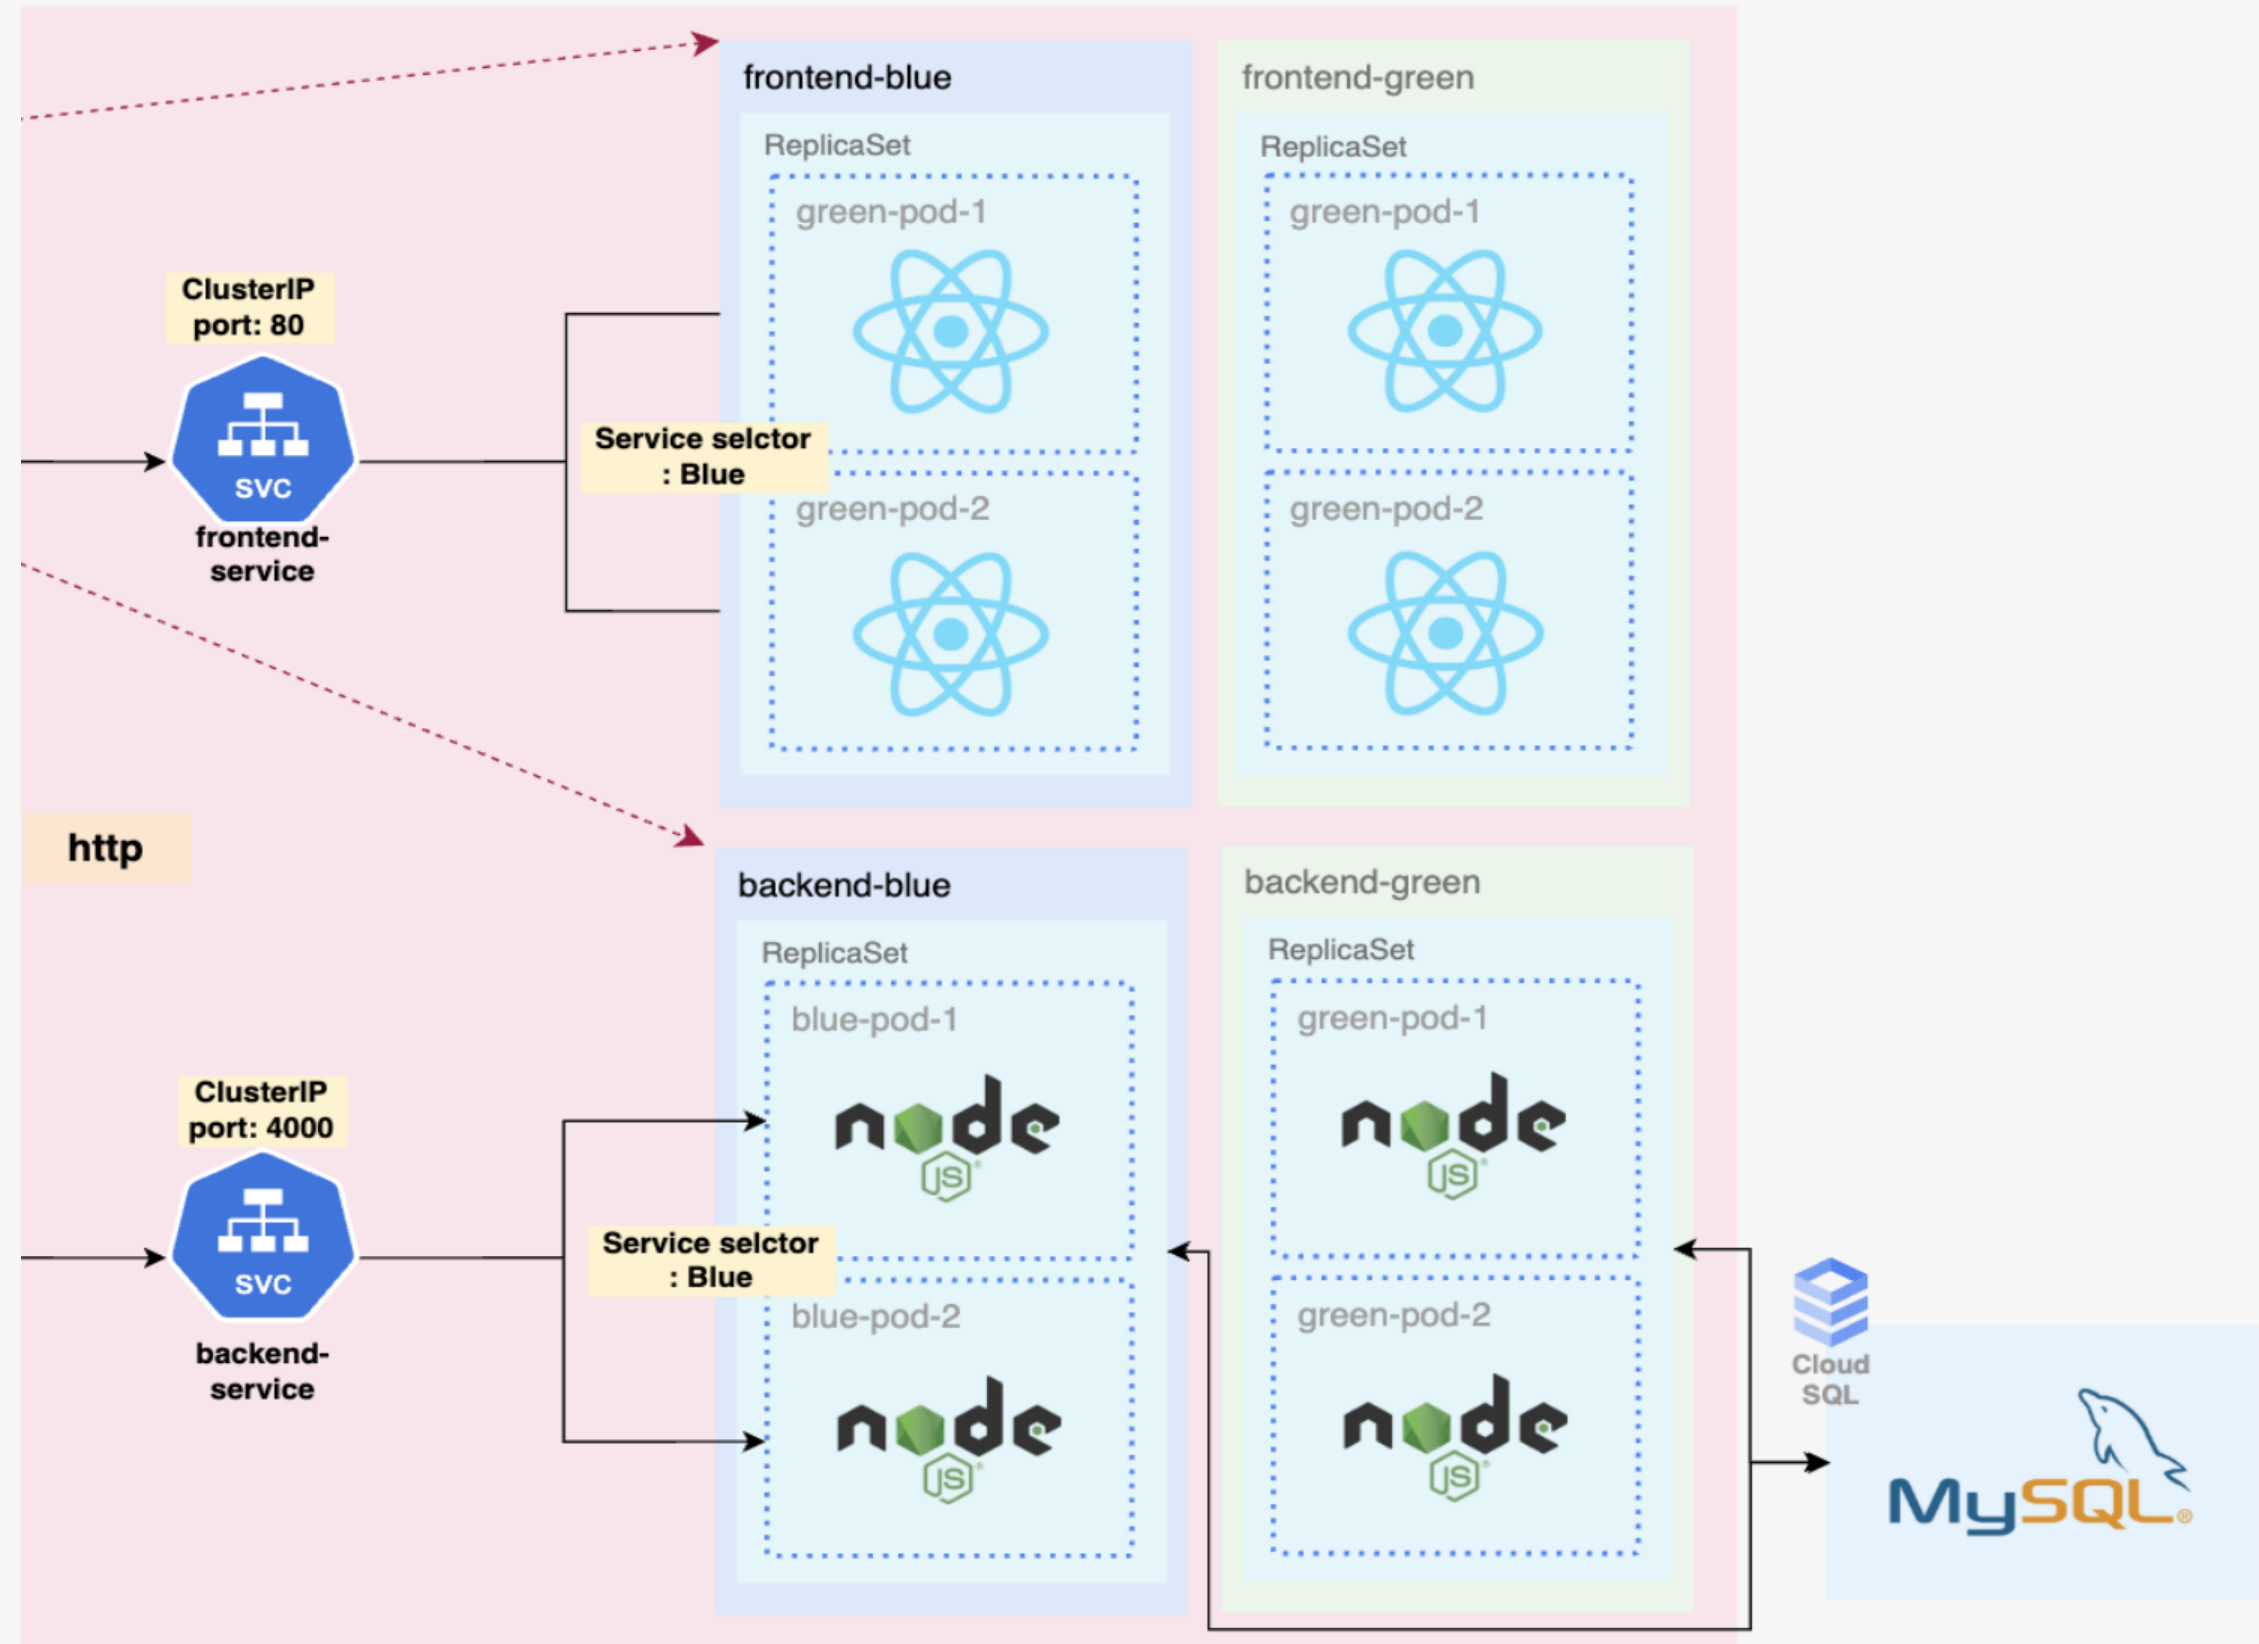 frontend-blue
ReplicaSet
green-pod-1
green-pod-2
frontend-green
ReplicaSet
green-pod-1
green-pod-2
ClusterIP
port: 80
SVC
frontend-
service
Service selctor
: Blue
http
backend-blue
ReplicaSet
blue-pod-1
node
JS
blue-pod-2
node
JS
backend-green
ReplicaSet
green-pod-1
node
JS
green-pod-2
node
JS
ClusterIP
port: 4000
SVC
backend-
service
Service selctor
: Blue
Cloud
SQL
MySQL®